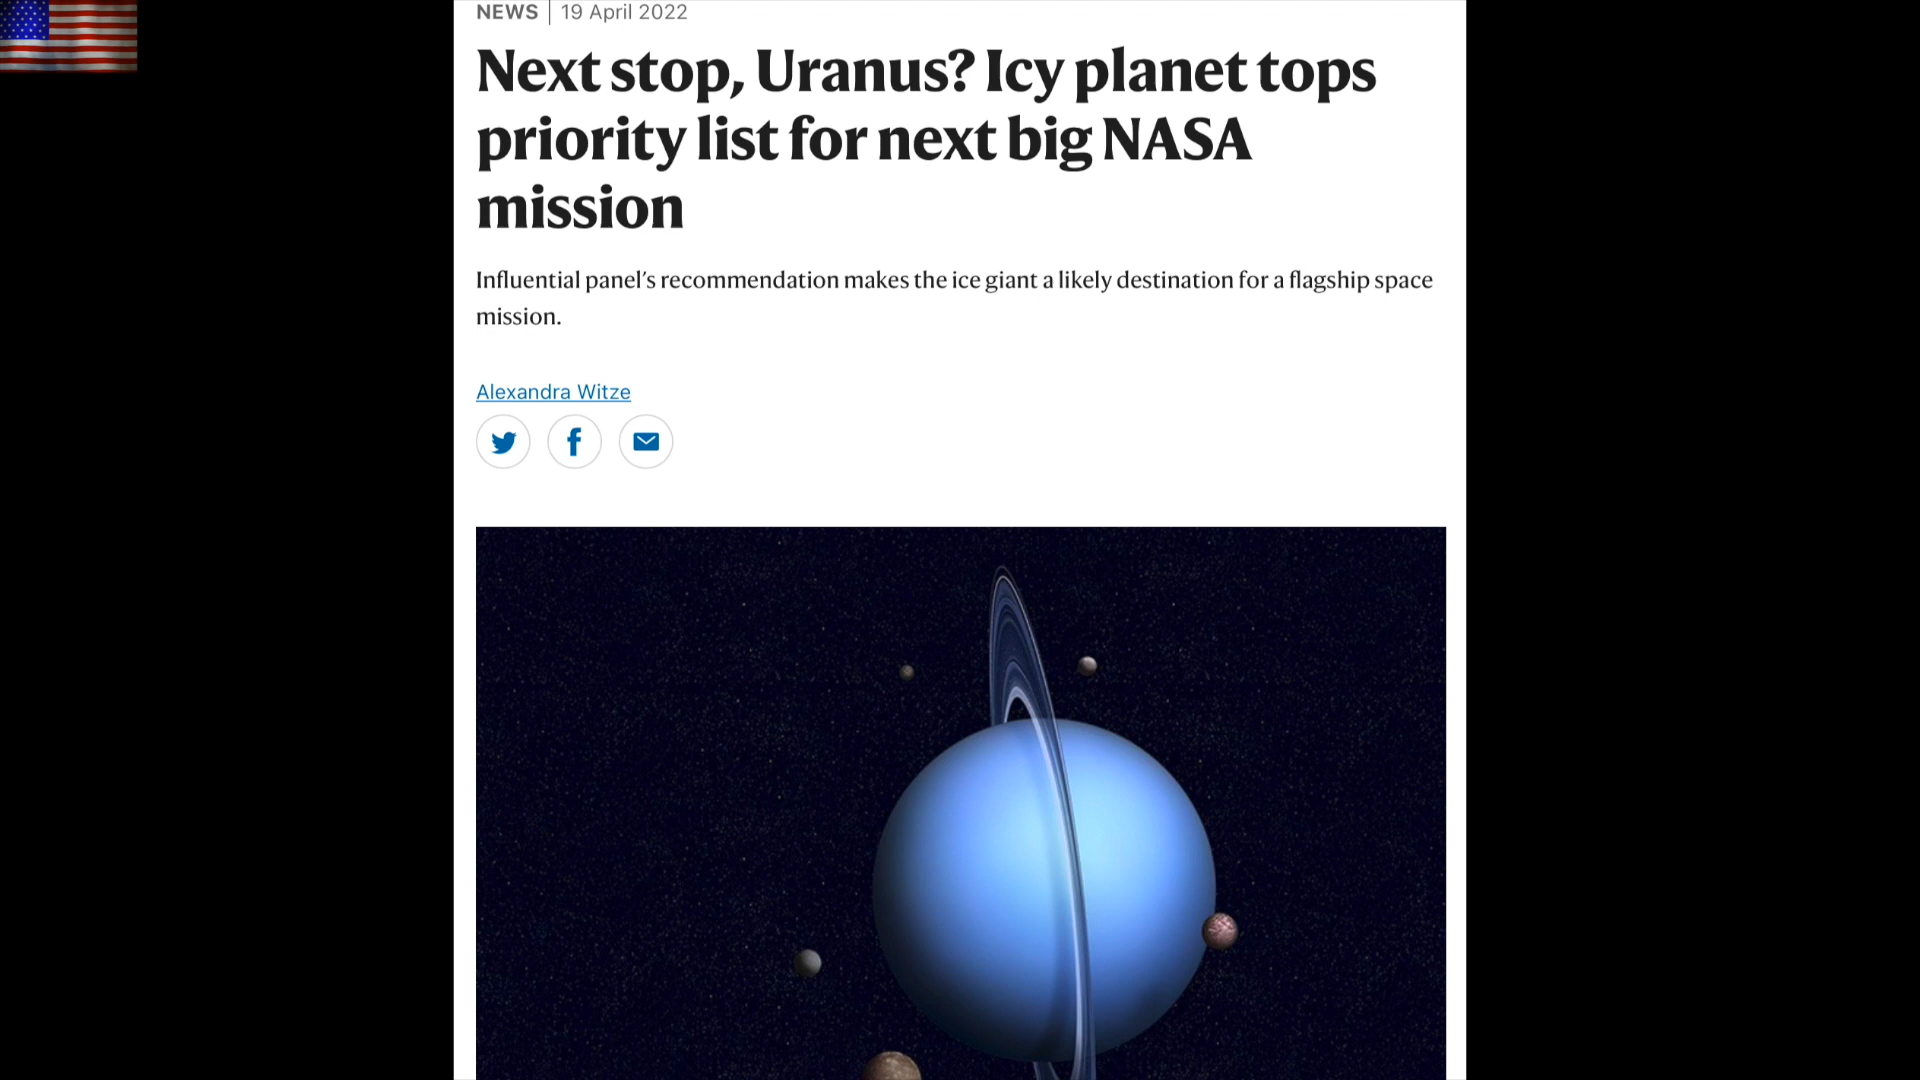 NEWS | 19 April 2022
Next stop, Uranus? Icy planet tops
priority list for next big NASA
mission
Influential panel’s recommendation makes the ice giant a likely destination for a flagship space
mission.
Alexandra Witze